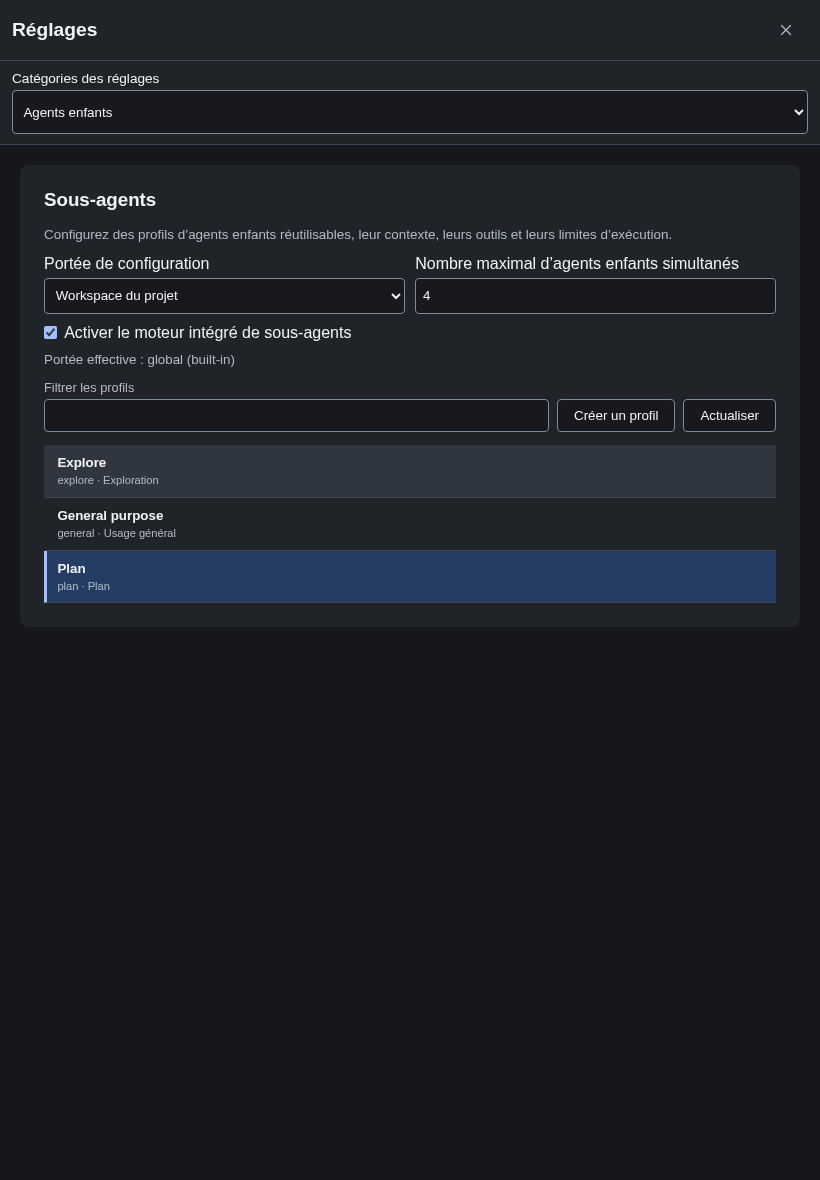 Réglages
Catégories des réglages
Agents enfants
Sous-agents
Configurez des profils d’agents enfants réutilisables, leur contexte, leurs outils et leurs limites d’exécution.
Portée de configuration
Nombre maximal d’agents enfants simultanés
Workspace du projet
4
Activer le moteur intégré de sous-agents
Portée effective : global (built-in)
Filtrer les profils
Créer un profil
Actualiser
Explore
explore · Exploration
General purpose
general · Usage général
Plan
plan · Plan